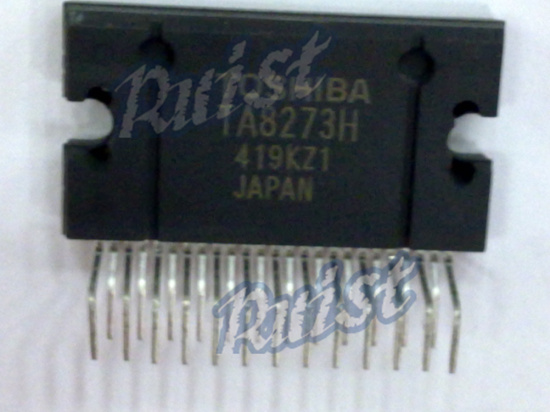 TOSHIBA
TA8273H
419KZ1
JAPAN
Ruist
Ruist